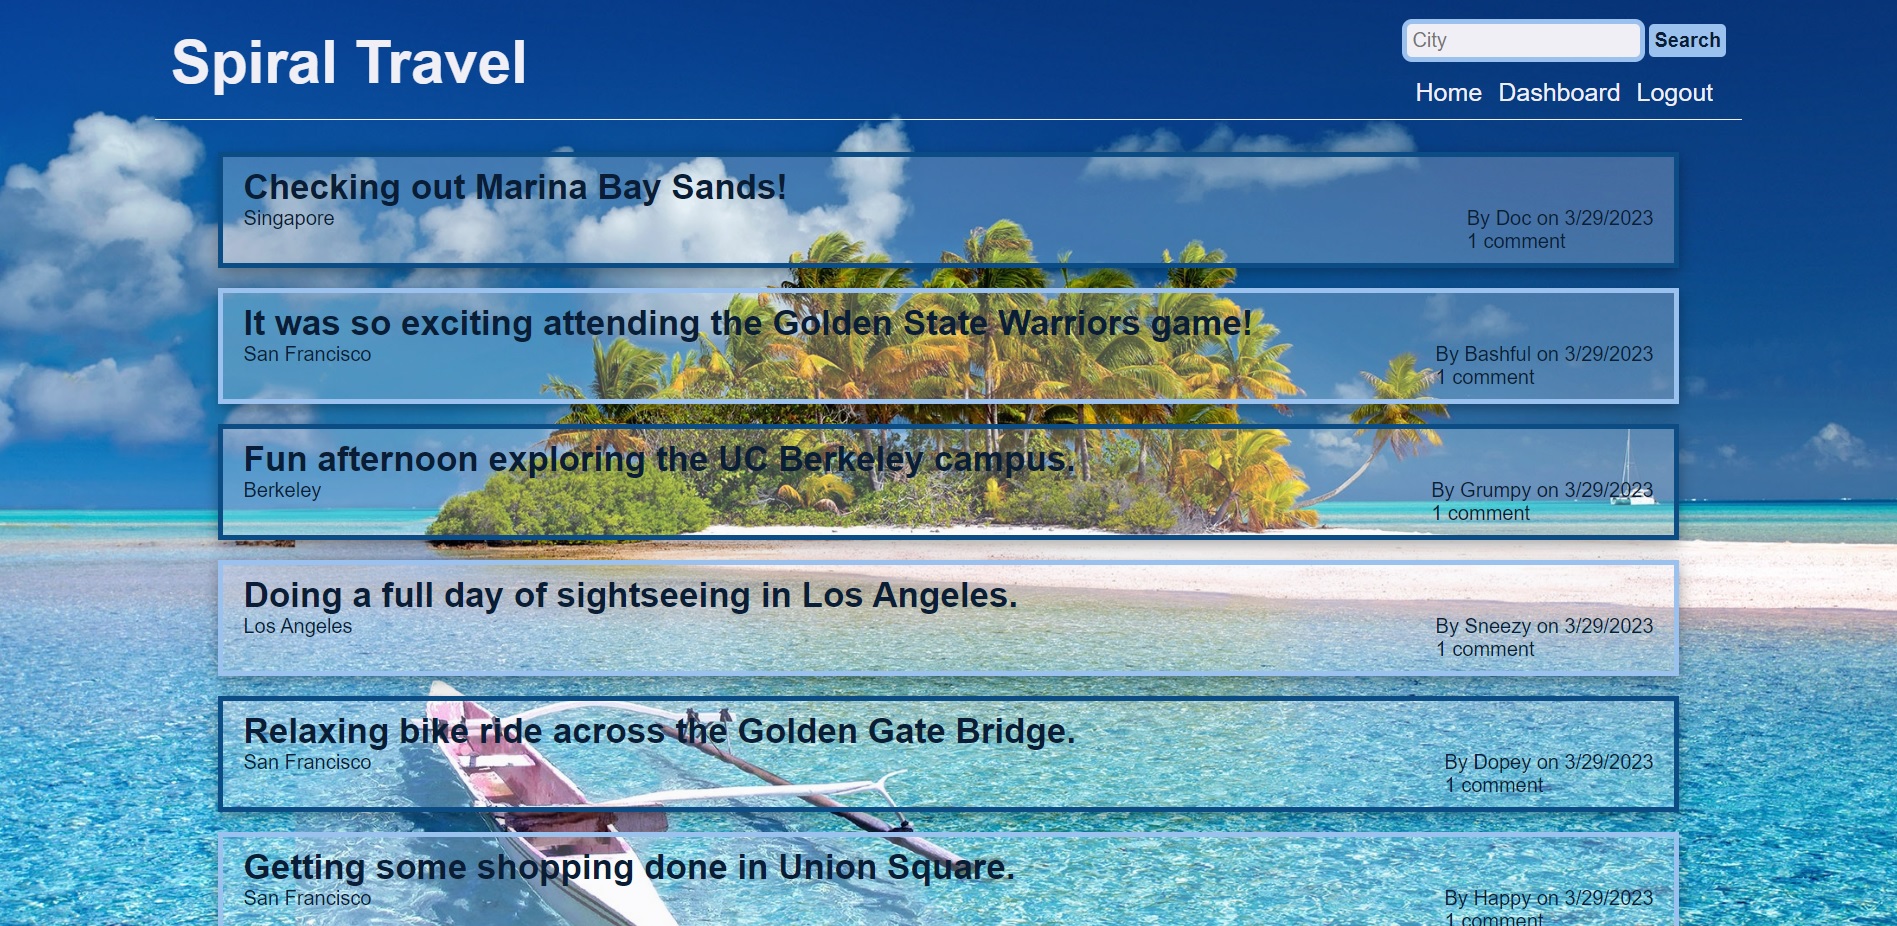 Spiral Travel
City
Search
Home Dashboard Logout
Checking out Marina Bay Sands!
Singapore
By Doc on 3/29/2023
1 comment
It was so exciting attending the Golden State Warriors game!
San Francisco
By Bashful on 3/29/2023
1 comment
Fun afternoon exploring the UC Berkeley campus.
Berkeley
By Grumpy on 3/29/2023
1 comment
Doing a full day of sightseeing in Los Angeles.
Los Angeles
By Sneezy on 3/29/2023
1 comment
Relaxing bike ride across the Golden Gate Bridge.
San Francisco
By Dopey on 3/29/2023
1 comment
Getting some shopping done in Union Square.
San Francisco
By Happy on 3/29/2023
1 comment